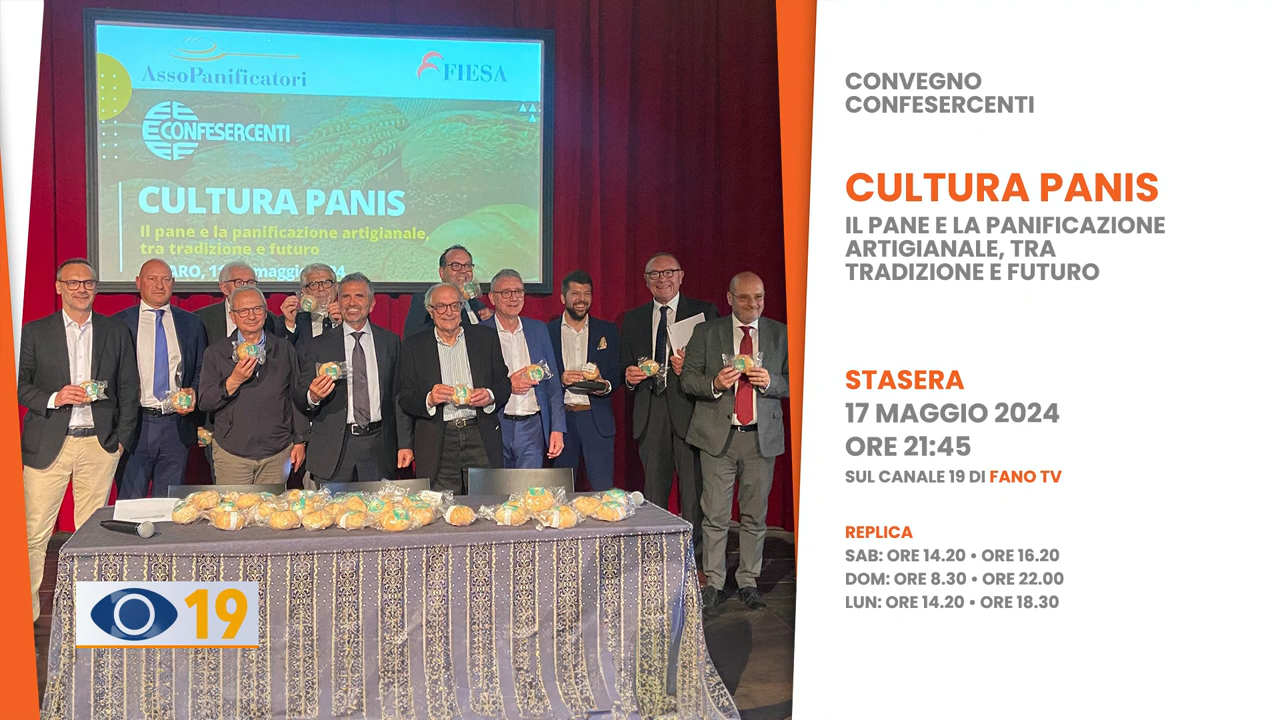 AssoPanificatori
FIESA
CONFESERCENTI
CULTURA PANIS
Il pane e la panificazione artigianale,
tra tradizione e futuro
19
CONVEGNO
CONFESERCENTI
CULTURA PANIS
IL PANE E LA PANIFICAZIONE
ARTIGIANALE, TRA
TRADIZIONE E FUTURO
STASERA
17 MAGGIO 2024
ORE 21:45
SUL CANALE 19 DI FANO TV
REPLICA
SAB: ORE 14.20 • ORE 16.20
DOM: ORE 8.30 • ORE 22.00
LUN: ORE 14.20 • ORE 18.30